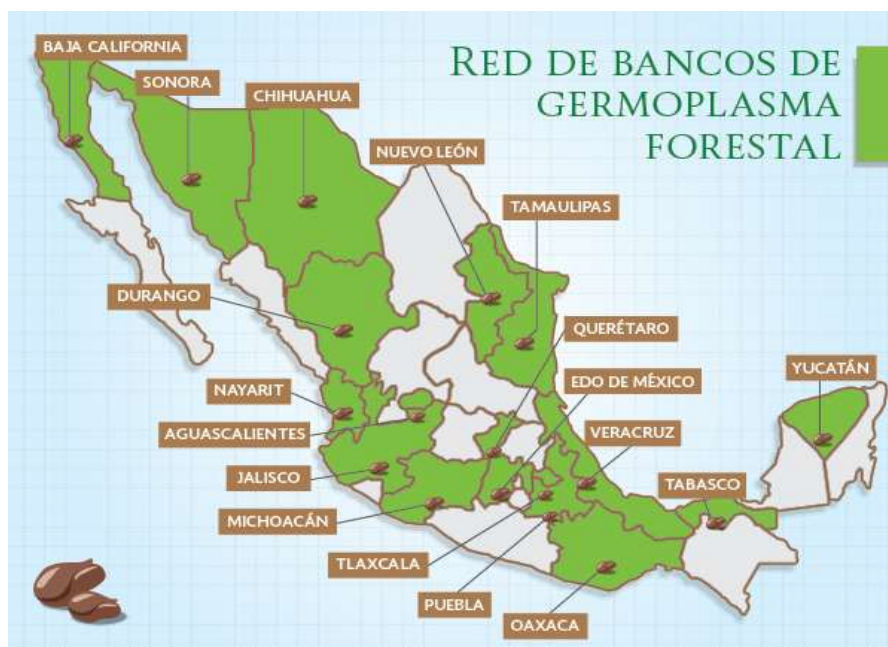 RED DE BANCOS DE
GERMOPLASMA
FORESTAL
BAJA CALIFORNIA
SONORA
CHIHUAHUA
NUEVO LEÓN
TAMAULIPAS
DURANGO
QUERÉTARO
EDO DE MÉXICO
YUCATÁN
NAYARIT
AGUASCALIENTES
VERACRUZ
JALISCO
TABASCO
MICHOACÁN
TLAXCALA
PUEBLA
OAXACA